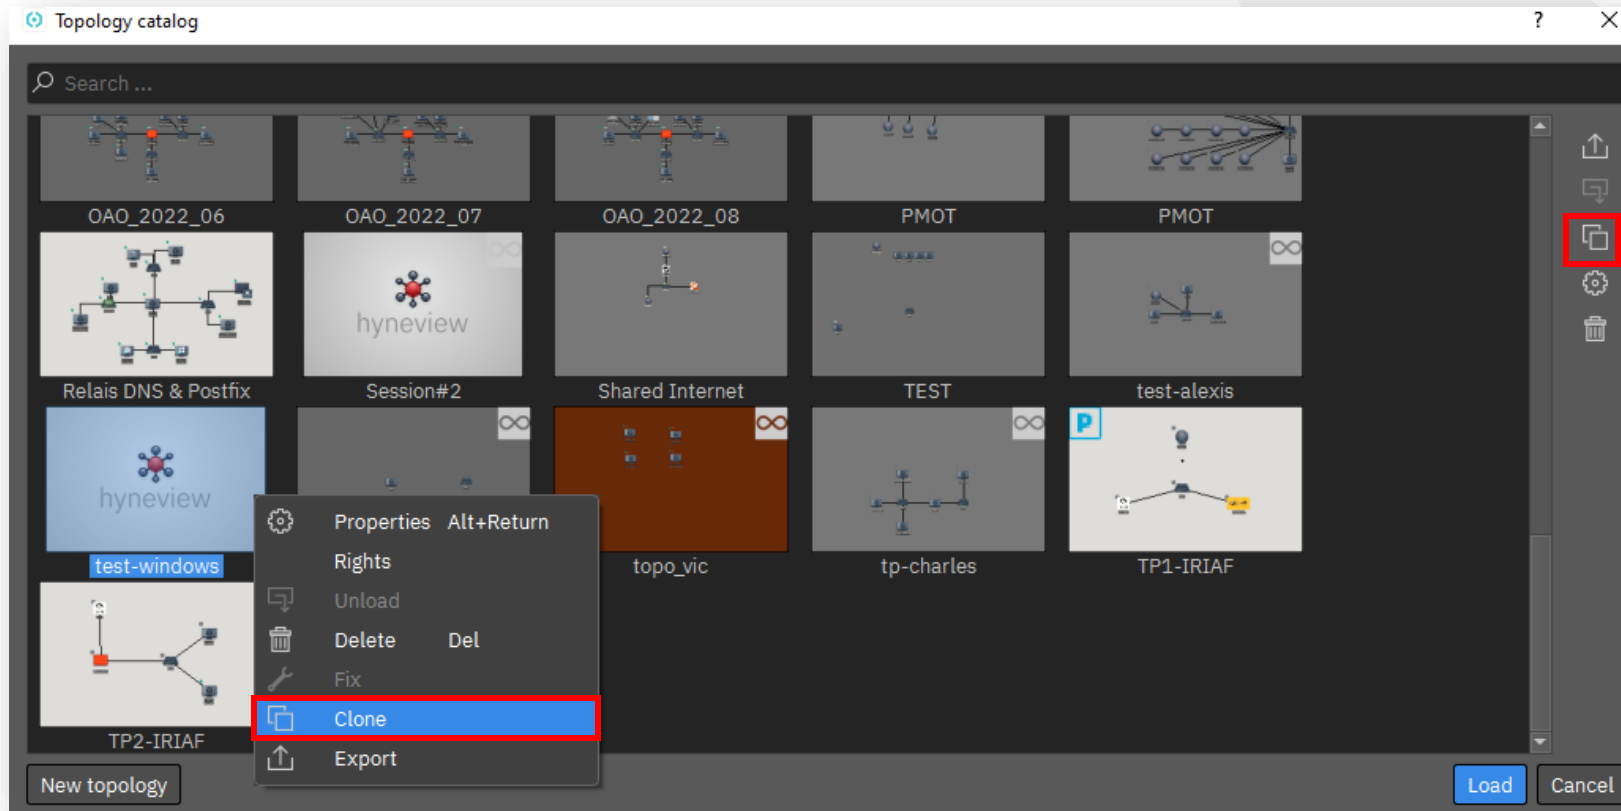 Topology catalog
?
Search ...
OAO_2022_06
OAO_2022_07
OAO_2022_08
PMOT
PMOT
hyneview
Relais DNS & Postfix
Session#2
Shared Internet
TEST
test-alexis
hyneview
P
test-windows
topo_vic
tp-charles
TP1-IRIAF
Properties Alt+Return
Rights
Unload
Delete Del
Fix
Clone
Export
TP2-IRIAF
New topology
Load
Cancel